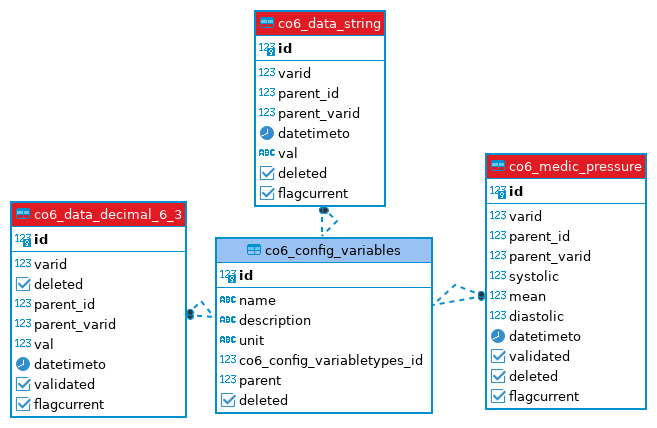 co6_data_string
123 id
123 varid
123 parent_id
123 parent_varid
datetimeto
ABC val
deleted
flagcurrent
co6_medic_pressure
123 id
123 varid
123 parent_id
123 parent_varid
123 systolic
123 mean
123 diastolic
datetimeto
validated
deleted
flagcurrent
co6_data_decimal_6_3
123 id
123 varid
deleted
123 parent_id
123 parent_varid
123 val
datetimeto
validated
flagcurrent
co6_config_variables
123 id
ABC name
ABC description
ABC unit
123 co6_config_variabletypes_id
123 parent
deleted